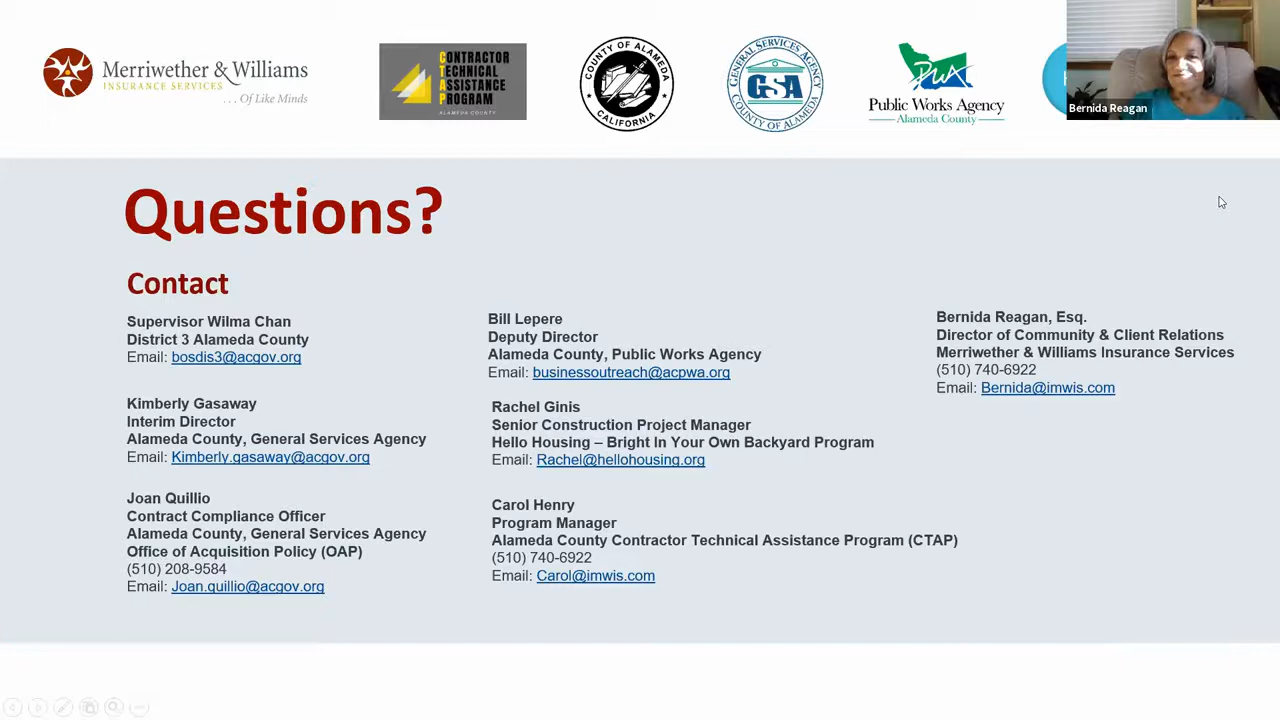 Merriwether & Williams
INSURANCE SERVICES
. . . Of Like Minds
CONTRACTOR
TECHNICAL
ASSISTANCE
PROGRAM
ALAMEDA COUNTY
COUNTY OF ALAMEDA
CALIFORNIA
GENERAL SERVICES AGENCY
GSA
COUNTY OF ALAMEDA
PWA
Public Works Agency
Alameda County
Bernida Reagan
Questions?
Contact
Supervisor Wilma Chan
District 3 Alameda County
Email: bosdis3@acgov.org
Kimberly Gasaway
Interim Director
Alameda County, General Services Agency
Email: Kimberly.gasaway@acgov.org
Joan Quillio
Contract Compliance Officer
Alameda County, General Services Agency
Office of Acquisition Policy (OAP)
(510) 208-9584
Email: Joan.quillio@acgov.org
Bill Lepere
Deputy Director
Alameda County, Public Works Agency
Email: businessoutreach@acpwa.org
Rachel Ginis
Senior Construction Project Manager
Hello Housing – Bright In Your Own Backyard Program
Email: Rachel@hellohousing.org
Carol Henry
Program Manager
Alameda County Contractor Technical Assistance Program (CTAP)
(510) 740-6922
Email: Carol@imwis.com
Bernida Reagan, Esq.
Director of Community & Client Relations
Merriwether & Williams Insurance Services
(510) 740-6922
Email: Bernida@imwis.com